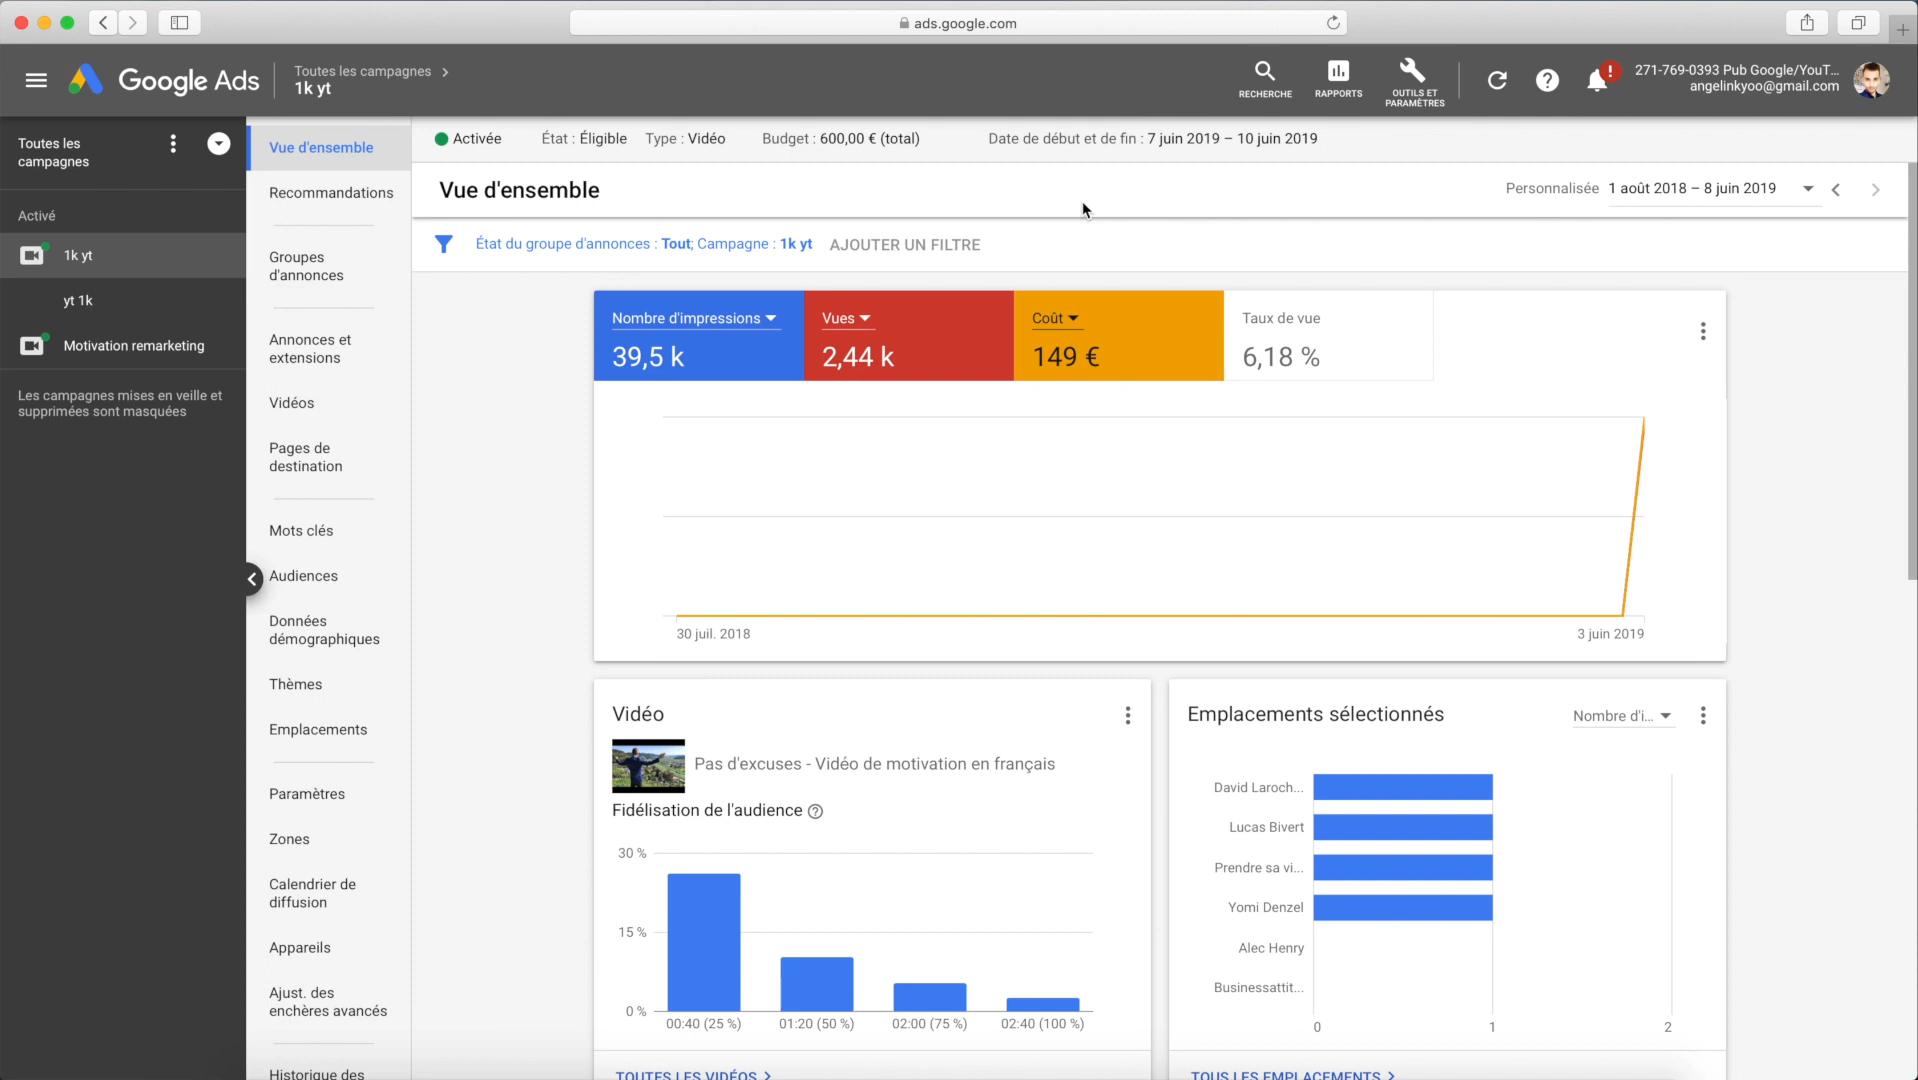 ads.google.com
Google Ads
Toutes les campagnes
1k yt
RECHERCHE
RAPPORTS
OUTILS ET
PARAMÈTRES
271-769-0393 Pub Google/YouT...
angelinkyoo@gmail.com
Toutes les
campagnes
Activé
1k yt
yt 1k
Motivation remarketing
Les campagnes mises en veille et
supprimées sont masquées
Vue d'ensemble
Recommandations
Groupes
d'annonces
Annonces et
extensions
Vidéos
Pages de
destination
Mots clés
Audiences
Données
démographiques
Thèmes
Emplacements
Paramètres
Zones
Calendrier de
diffusion
Appareils
Ajust. des
enchères avancés
Historique des
Activée État : Éligible Type : Vidéo Budget : 600,00 € (total) Date de début et de fin : 7 juin 2019 – 10 juin 2019
Vue d'ensemble
Personnalisée 1 août 2018 – 8 juin 2019
État du groupe d'annonces : Tout; Campagne : 1k yt AJOUTER UN FILTRE
Nombre d'impressions
39,5 k
Vues
2,44 k
Coût
149 €
Taux de vue
6,18 %
30 juil. 2018
3 juin 2019
Vidéo
Pas d'excuses - Vidéo de motivation en français
Fidélisation de l'audience
30 %
15 %
0 %
00:40 (25 %)
01:20 (50 %)
02:00 (75 %)
02:40 (100 %)
TOUTES LES VIDÉOS
Emplacements sélectionnés
Nombre d'i...
David Laroch...
Lucas Bivert
Prendre sa vi...
Yomi Denzel
Alec Henry
Businessattit...
0
1
2
TOUS LES EMPLACEMENTS